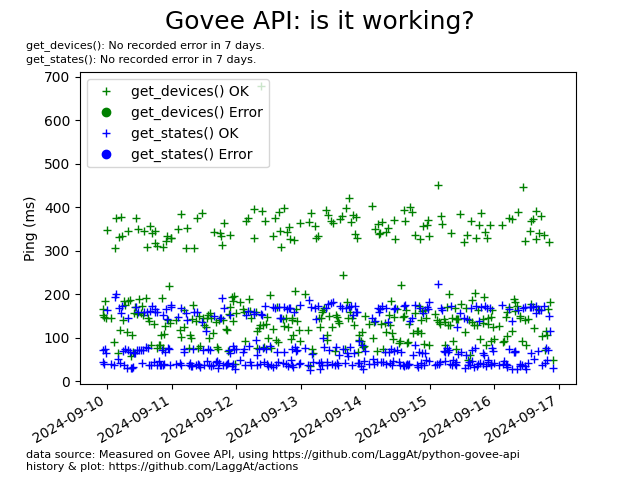 Govee API: is it working?
get_devices(): No recorded error in 7 days.
get_states(): No recorded error in 7 days.
get_devices() OK
get_devices() Error
get_states() OK
get_states() Error
Ping (ms)
700
600
500
400
300
200
100
0
2024-09-10
2024-09-11
2024-09-12
2024-09-13
2024-09-14
2024-09-15
2024-09-16
2024-09-17
data source: Measured on Govee API, using https://github.com/LaggAt/python-govee-api
history & plot: https://github.com/LaggAt/actions